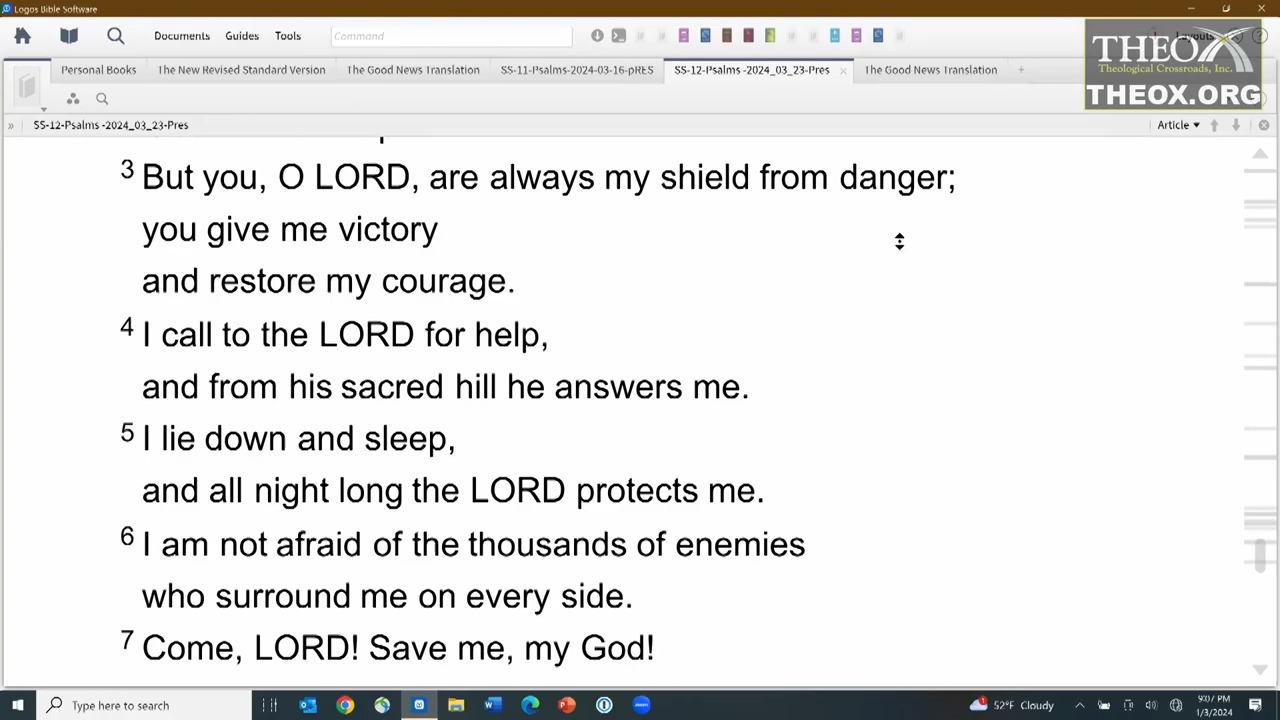 Logos Bible Software
Documents Guides Tools Command Layouts
THEOX
Theological Crossroads, Inc.
THEOX.ORG
Personal Books The New Revised Standard Version The Good News Translation S 11-Psalms-2024-03-16-pRES SS-12-Psalms -2024_03_23-Pres The Good News Translation
SS-12-Psalms -2024_03_23-Pres Article
3 But you, O LORD, are always my shield from danger;
you give me victory
and restore my courage.
4 I call to the LORD for help,
and from his sacred hill he answers me.
5 I lie down and sleep,
and all night long the LORD protects me.
6 I am not afraid of the thousands of enemies
who surround me on every side.
7 Come, LORD! Save me, my God!
Type here to search 52°F Cloudy 9:07 PM
1/3/2024